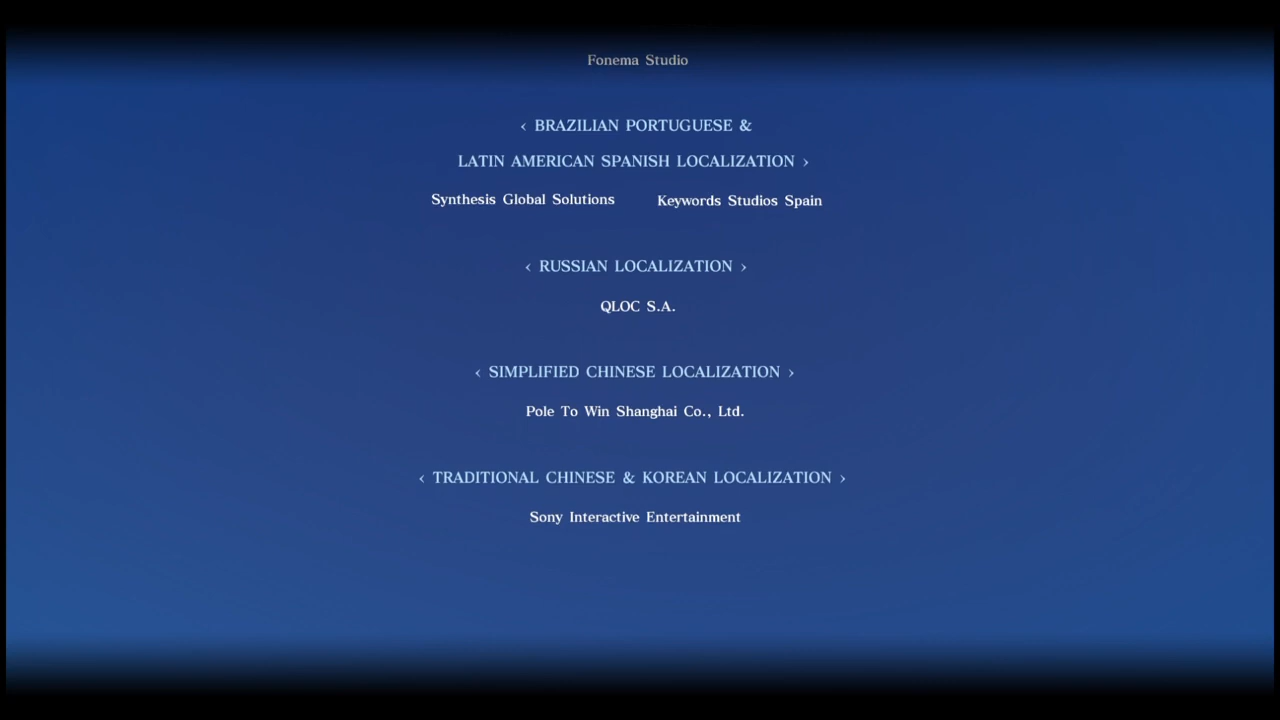 Fonema Studio
‹ BRAZILIAN PORTUGUESE &
LATIN AMERICAN SPANISH LOCALIZATION ›
Synthesis Global Solutions Keywords Studios Spain
‹ RUSSIAN LOCALIZATION ›
QLOC S.A.
‹ SIMPLIFIED CHINESE LOCALIZATION ›
Pole To Win Shanghai Co., Ltd.
‹ TRADITIONAL CHINESE & KOREAN LOCALIZATION ›
Sony Interactive Entertainment